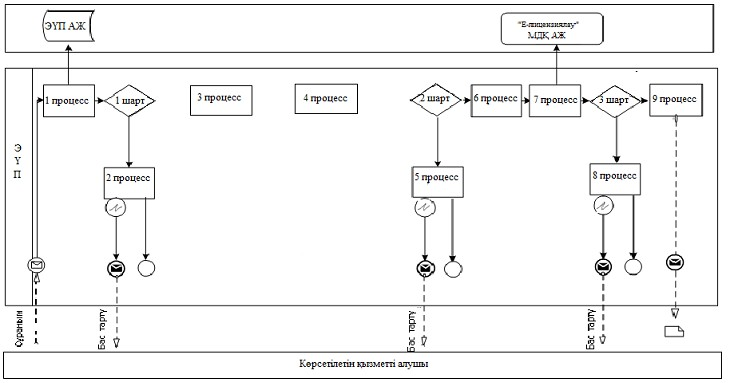 ЭҮП АЖ
"Е-лицензиялау"
МДҚ АЖ
Э
Ү
П
1 процесс
1 шарт
3 процесс
4 процесс
2 шарт
6 процесс
7 процесс
3 шарт
9 процесс
2 процесс
5 процесс
8 процесс
Сұраным
Бас тарту
Бас тарту
Бас тарту
Көрсетілетін қызметті алушы